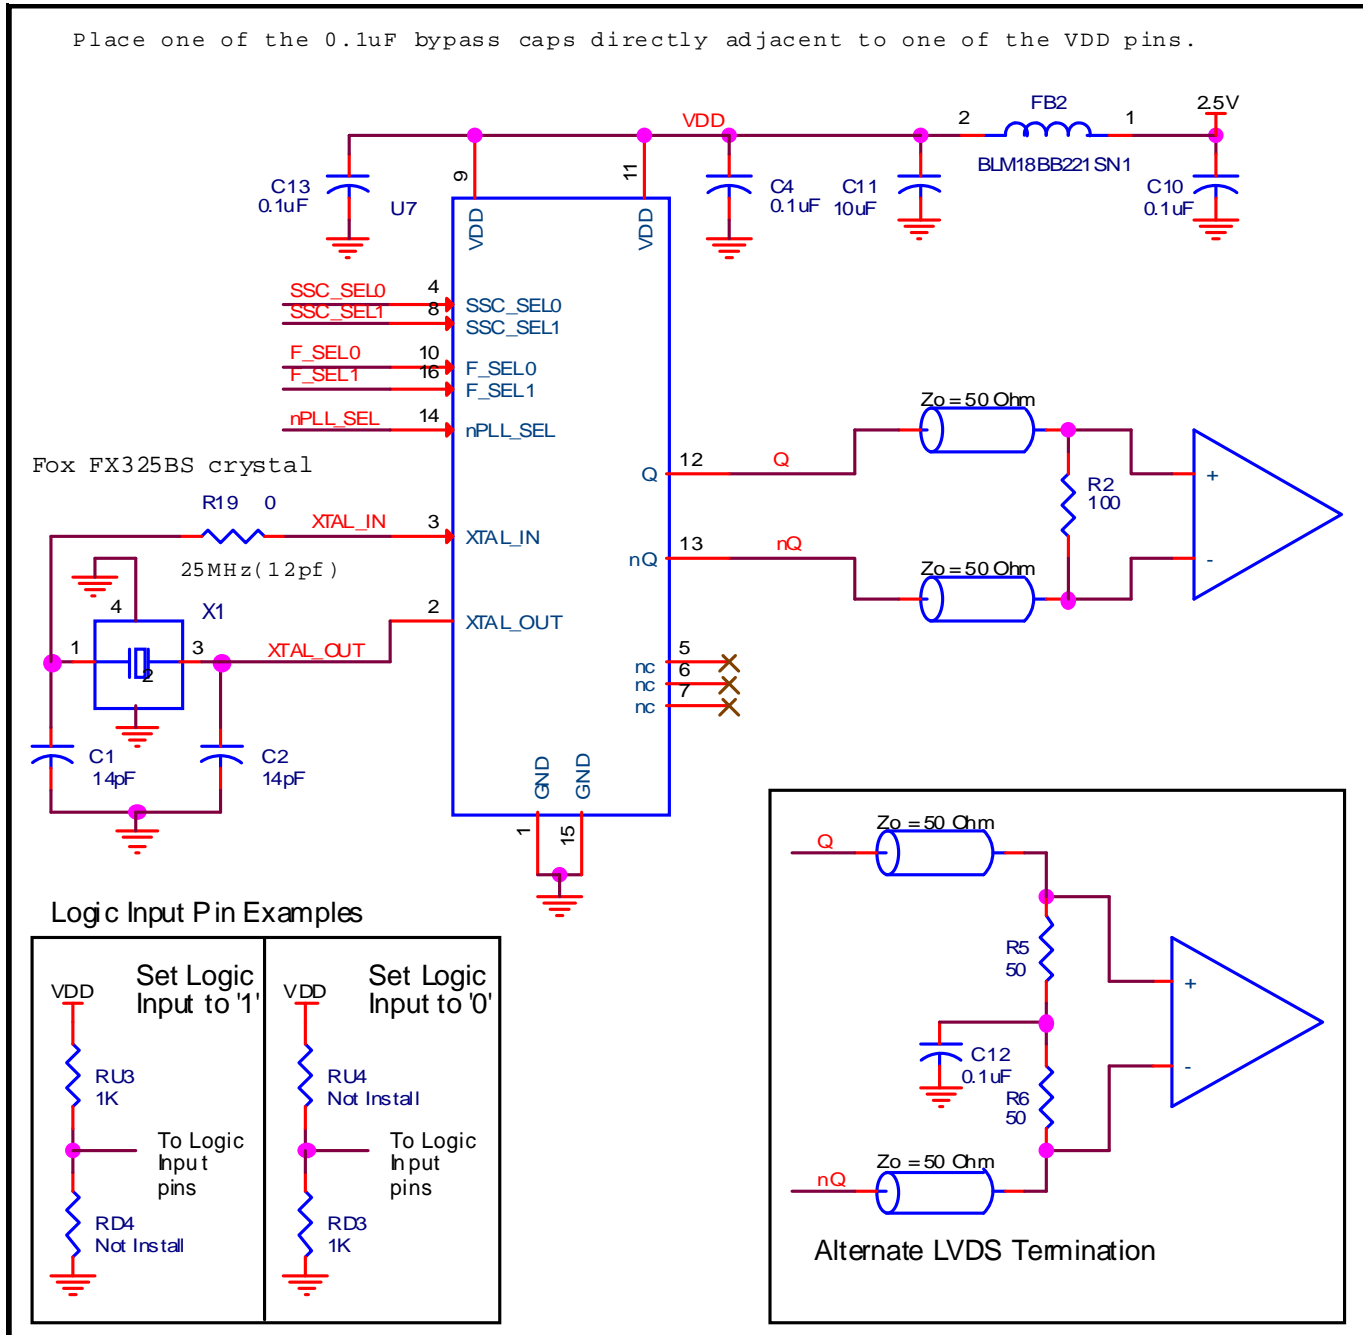 Place one of the 0.1uF bypass caps directly adjacent to one of the VDD pins.
VDD
2
FB2
1
2.5V
BLM18BB221SN1
C13
0.1uF
U7
9
VDD
11
VDD
C4
0.1uF
C11
10uF
C10
0.1uF
SSC_SEL0
4
SSC_SEL0
SSC_SEL1
8
SSC_SEL1
F_SEL0
10
F_SEL0
F_SEL1
16
F_SEL1
nPLL_SEL
14
nPLL_SEL
Zo = 50 Ohm
Q
12
Q
R2
100
+
-
Fox FX325BS crystal
R19 0
XTAL_IN
3
XTAL_IN
nQ
13
nQ
Zo = 50 Ohm
25MHz(12pf)
4
X1
2
XTAL_OUT
1
2
3
XTAL_OUT
nc
5
nc
6
nc
7
C1
14pF
C2
14pF
GND
GND
1
15
Logic Input Pin Examples
VDD
Set Logic
Input to '1'
RU3
1K
To Logic
Input
pins
RD4
Not Install
VDD
Set Logic
Input to '0'
RU4
Not Install
To Logic
Input
pins
RD3
1K
Zo = 50 Ohm
Q
R5
50
+
C12
0.1uF
R6
50
-
Zo = 50 Ohm
nQ
Alternate LVDS Termination